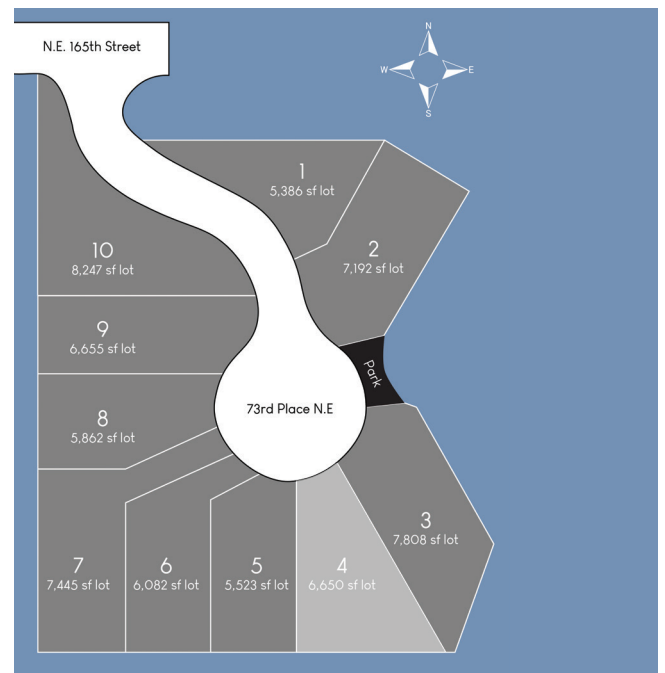 N.E. 165th Street
N
W
E
S
1
5,386 sf lot
2
7,192 sf lot
10
8,247 sf lot
9
6,655 sf lot
Park
8
5,862 sf lot
73rd Place N.E
3
7,808 sf lot
7
7,445 sf lot
6
6,082 sf lot
5
5,523 sf lot
4
6,650 sf lot